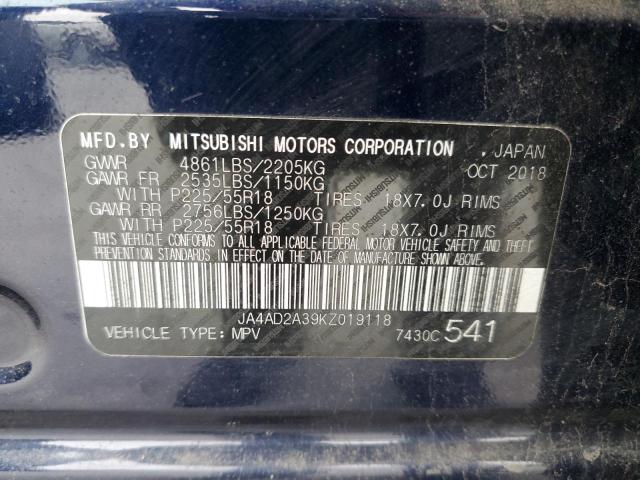 MFD.BY MITSUBISHI MOTORS CORPORATION , JAPAN
GVWR 4861LBS/2205KG OCT 2018
GAWR FR 2535LBS/1150KG
WITH P225/55R18 TIRES: 18X7.0J RIMS
GAWR RR 2756LBS/1250KG
WITH P225/55R18 TIRES: 18X7.0J RIMS
THIS VEHICLE CONFORMS TO ALL APPLICABLE FEDERAL MOTOR VEHICLE SAFETY AND THEFT
PREVENTION STANDARDS IN EFFECT ON THE DATE OF MANUFACTURE SHOWN ABOVE.
JA4AD2A39KZ019118
VEHICLE TYPE: MPV 7430C 541